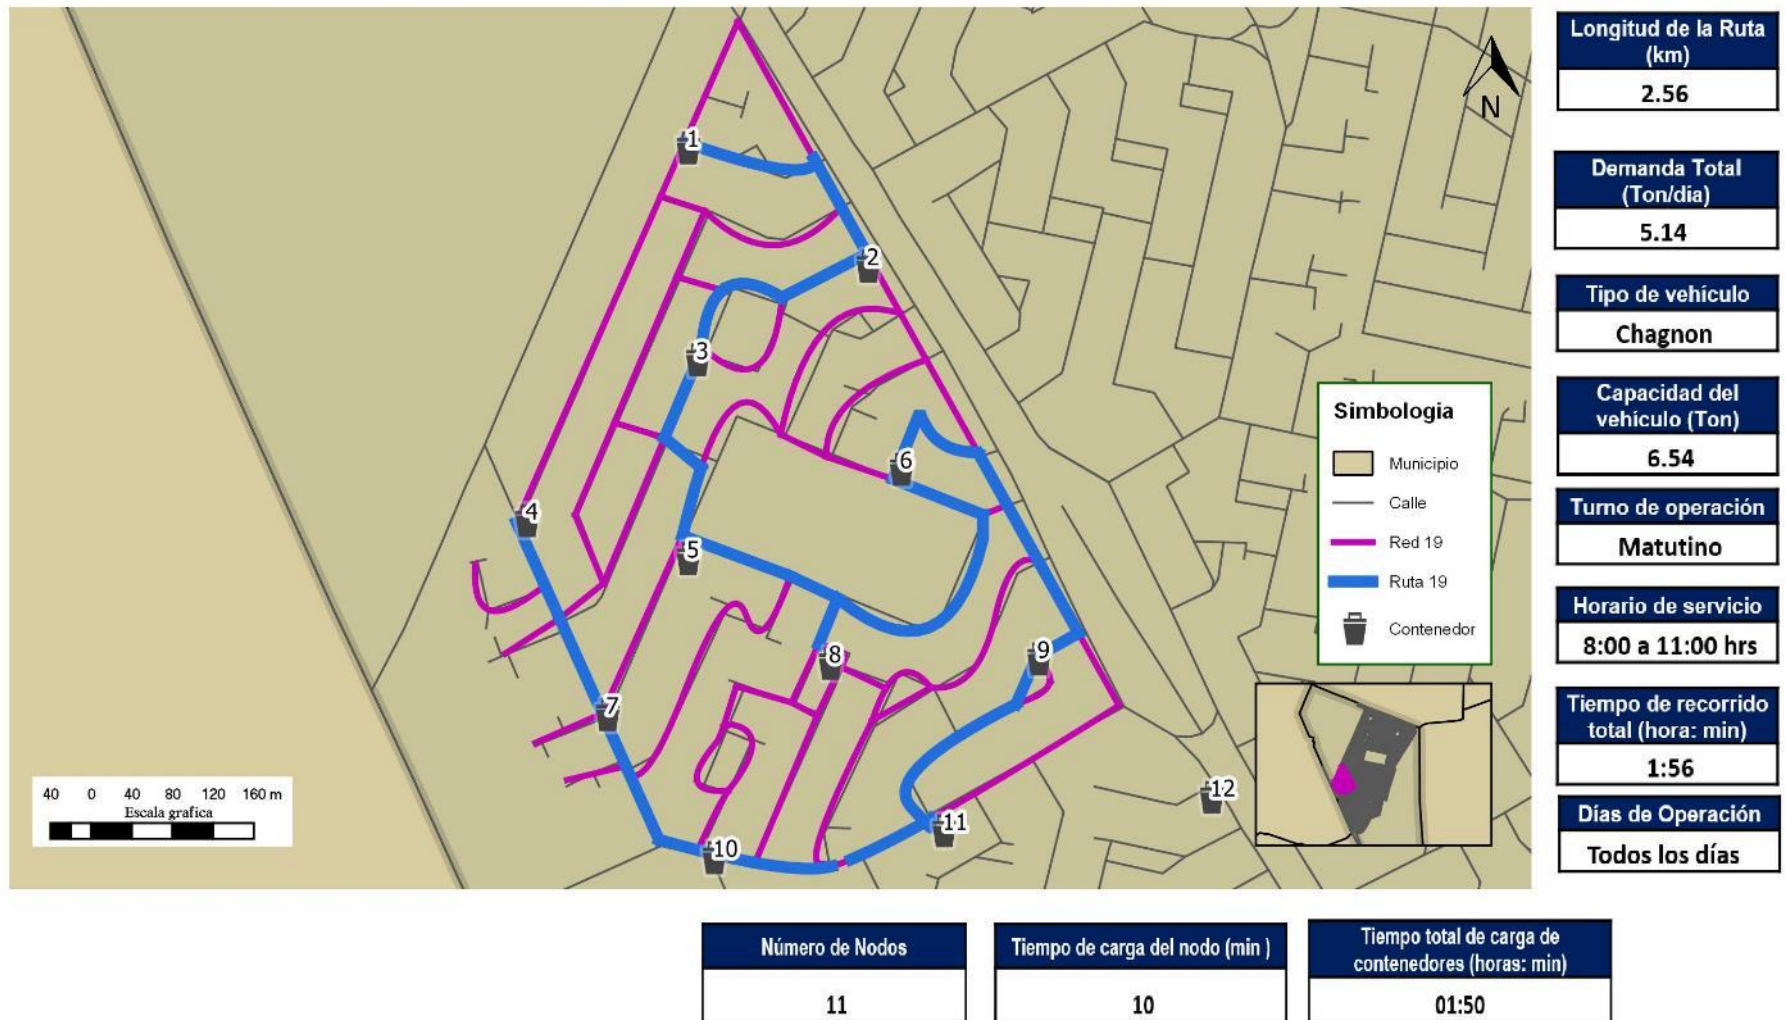 1
2
3
4
5
6
7
8
9
10
11
12
N
Simbologia
Municipio
Calle
Red 19
Ruta 19
Contenedor
40 0 40 80 120 160 m
Escala grafica
Longitud de la Ruta
(km)
2.56
Demanda Total
(Ton/día)
5.14
Tipo de vehículo
Chagnon
Capacidad del
vehículo (Ton)
6.54
Turno de operación
Matutino
Horario de servicio
8:00 a 11:00 hrs
Tiempo de recorrido
total (hora: min)
1:56
Días de Operación
Todos los días
Número de Nodos
11
Tiempo de carga del nodo (min )
10
Tiempo total de carga de
contenedores (horas: min)
01:50